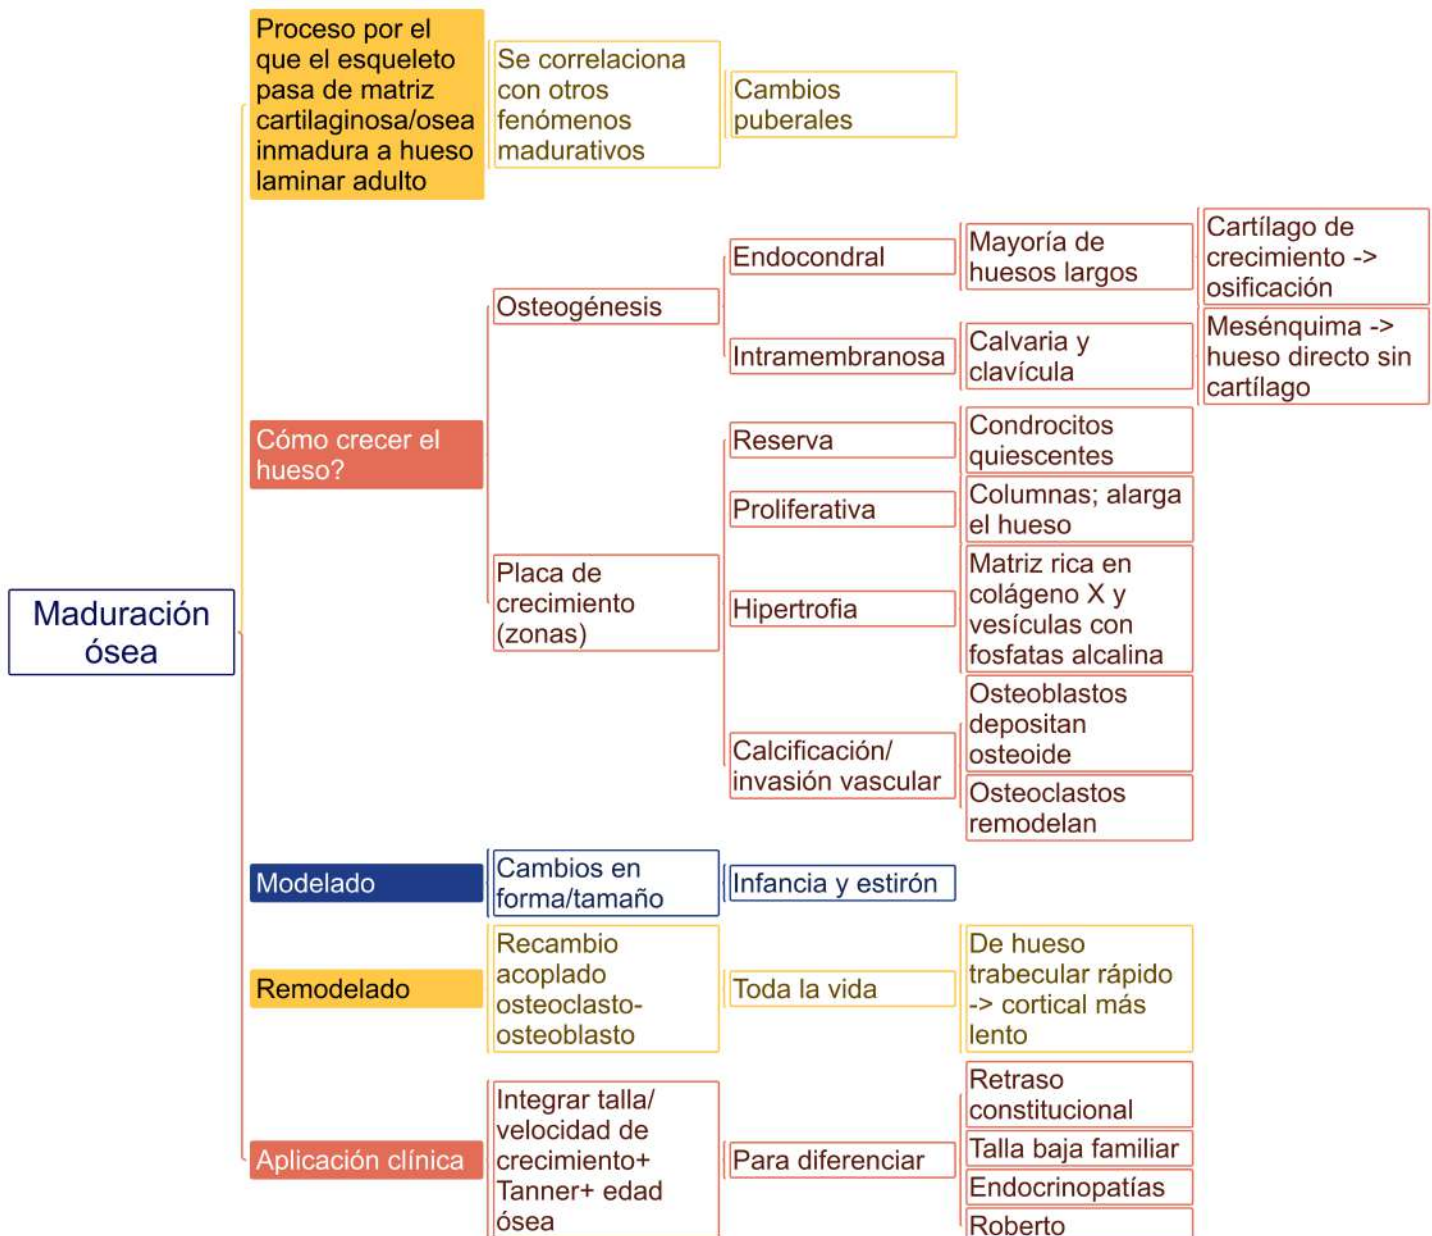 Maduración
ósea
Proceso por el
que el esqueleto
pasa de matriz
cartilaginosa/osea
inmadura a hueso
laminar adulto
Se correlaciona
con otros
fenómenos
madurativos
Cambios
puberales
Cómo crecer el
hueso?
Osteogénesis
Endocondral
Mayoría de
huesos largos
Cartílago de
crecimiento ->
osificación
Intramembranosa
Calvaria y
clavícula
Mesénquima ->
hueso directo sin
cartílago
Placa de
crecimiento
(zonas)
Reserva
Condrocitos
quiescentes
Proliferativa
Columnas; alarga
el hueso
Hipertrofia
Matriz rica en
colágeno X y
vesículas con
fosfatas alcalina
Calcificación/
invasión vascular
Osteoblastos
depositan
osteoide
Osteoclastos
remodelan
Modelado
Cambios en
forma/tamaño
Infancia y estirón
Remodelado
Recambio
acoplado
osteoclasto-
osteoblasto
Toda la vida
De hueso
trabecular rápido
-> cortical más
lento
Aplicación clínica
Integrar talla/
velocidad de
crecimiento+
Tanner+ edad
ósea
Para diferenciar
Retraso
constitucional
Talla baja familiar
Endocrinopatías
Roberto